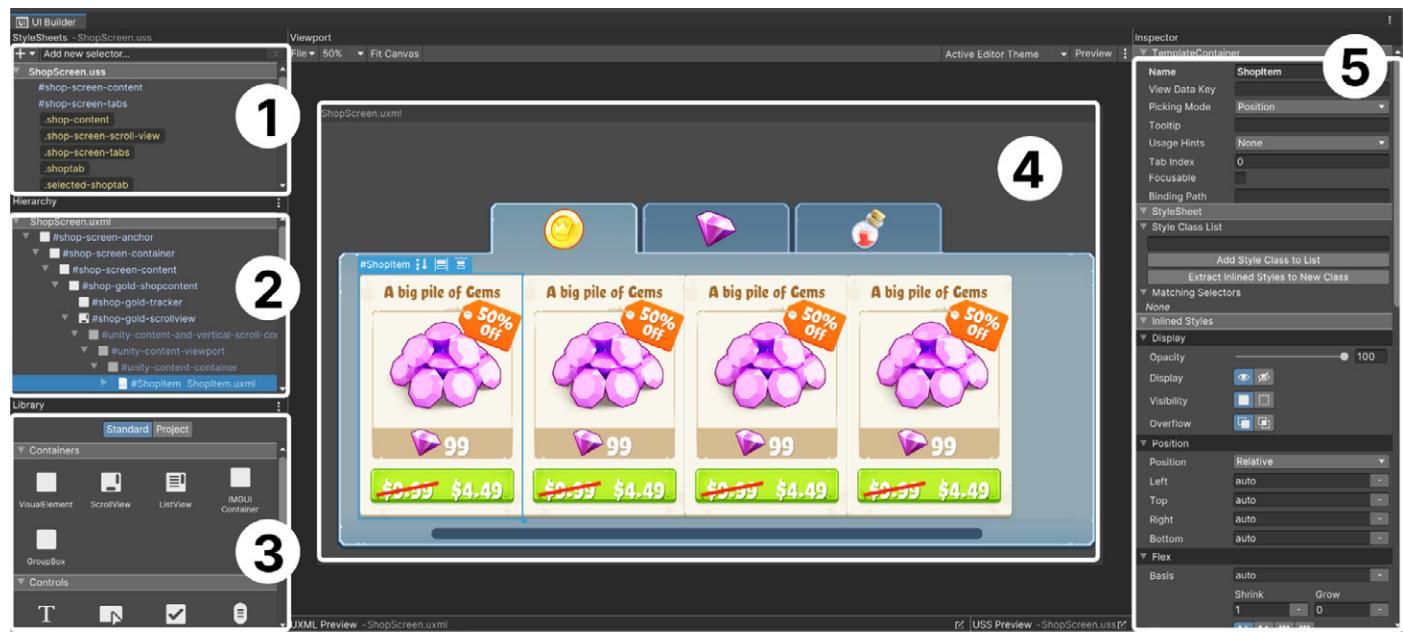 UI Builder
StyleSheets - ShopScreen.uss
Add new selector...
ShopScreen.uss
#shop-screen-content
#shop-screen-tabs
.shop-content
.shop-screen-scroll-view
.shop-screen-tabs
.shoptab
.selected-shoptab
1
Hierarchy
ShopScreen.uxml
#shop-screen-anchor
#shop-screen-container
#shop-screen-content
#shop-gold-shopcontent
#shop-gold-tracker
#shop-gold-scrollview
#unity-content-and-vertical-scroll-co
#unity-content-viewport
#unity-content-container
#ShopItem ShopItem.uxml
2
Library
Standard Project
Containers
VisualElement ScrollView ListView IMGUI Container
GroupBox
Controls
3
Viewport
File 50% Fit Canvas Active Editor Theme Preview
ShopScreen.uxml
4
#ShopItem
A big pile of Gems A big pile of Gems A big pile of Gems A big pile of Gems
50% Off 50% Off 50% Off 50% Off
99 99 99 99
$9.99 $4.49 $9.99 $4.49 $9.99 $4.49 $9.99 $4.49
UXML Preview - ShopScreen.uxml USS Preview - ShopScreen.uss
Inspector
TemplateContainer
5
Name ShopItem
View Data Key
Picking Mode Position
Tooltip
Usage Hints None
Tab Index 0
Focusable
Binding Path
StyleSheet
Style Class List
Add Style Class to List
Extract Inlined Styles to New Class
Matching Selectors
None
Inlined Styles
Display
Opacity 100
Display
Visibility
Overflow
Position
Position Relative
Left auto
Top auto
Right auto
Bottom auto
Flex
Basis auto
Shrink Grow
1 0